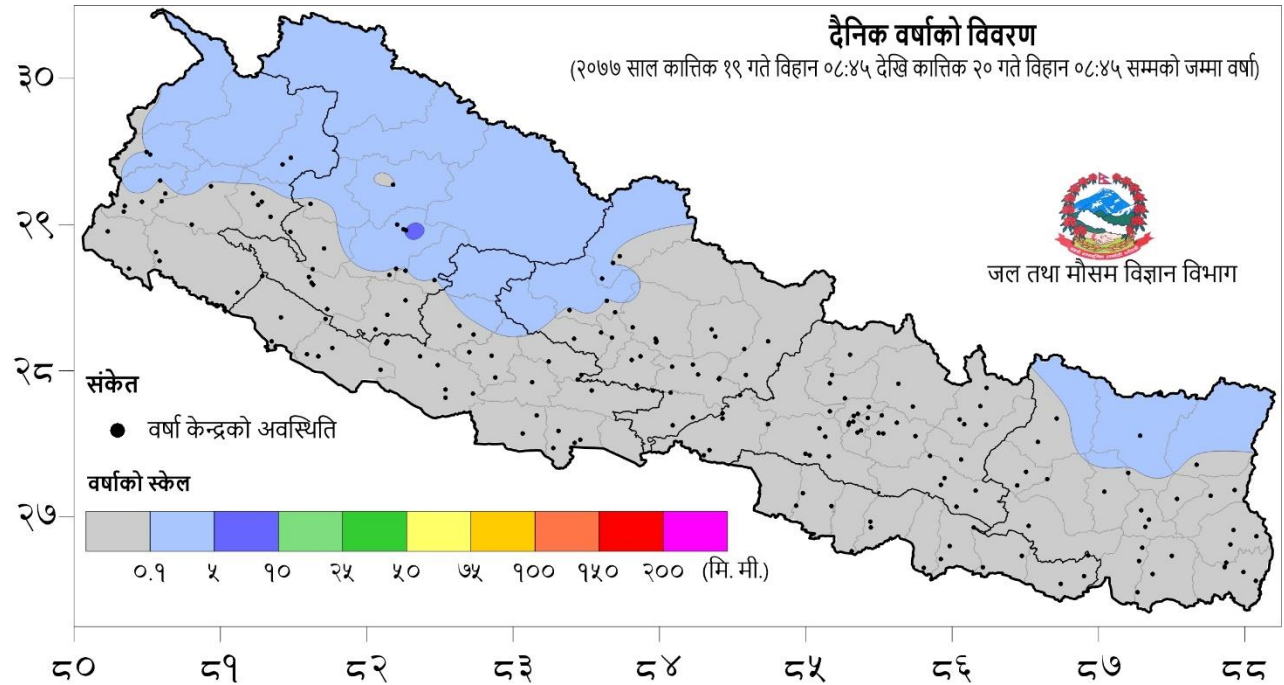 दैनिक वर्षाको विवरण
(२०७७ साल कात्तिक १९ गते विहान ०८:४५ देखि कात्तिक २० गते विहान ०८:४५ सम्मको जम्मा वर्षा)
३०
२९
जल तथा मौसम विज्ञान विभाग
२८
संकेत
वर्षा केन्द्रको अवस्थिति
वर्षाको स्केल
२७
०.१ ५ १० २५ ५० ७५ १०० १५० २०० (मि. मी.)
८० ८१ ८२ ८३ ८४ ८५ ८६ ८७ ८८